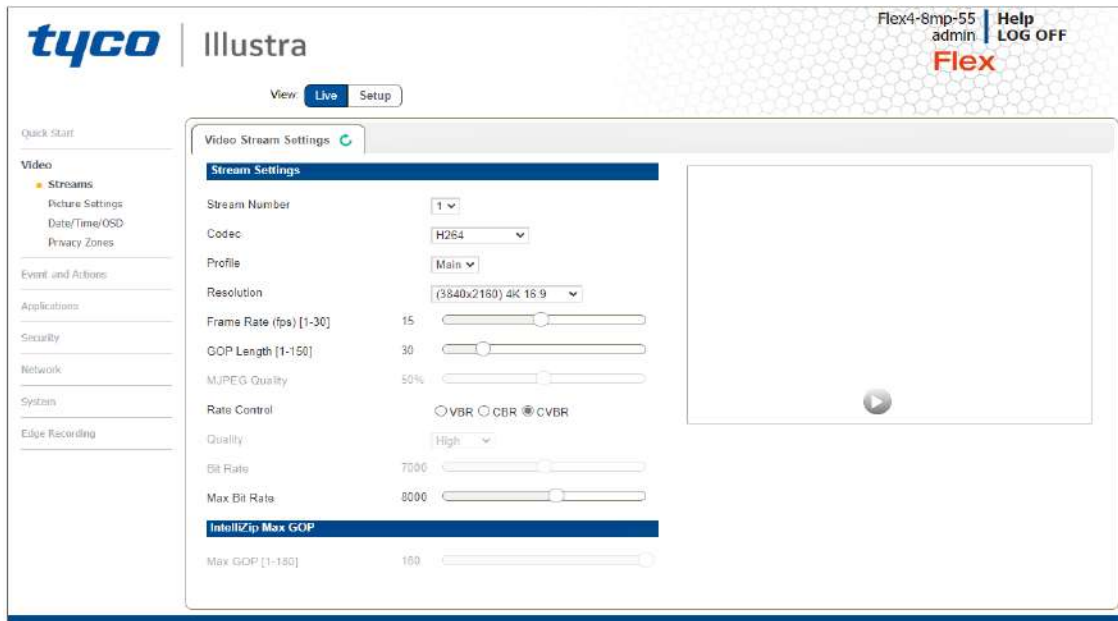 tyco | Illustra
Flex4-8mp-55
admin
Help
LOG OFF
Flex
View: Live Setup
Quick Start
Video
Streams
Picture Settings
Date/Time/OSD
Privacy Zones
Event and Actions
Applications
Security
Network
System
Edge Recording
Video Stream Settings
Stream Settings
Stream Number 1
Codec H264
Profile Main
Resolution (3840x2160) 4K 16:9
Frame Rate (fps) [1-30] 15
GOP Length [1-150] 30
MJPEG Quality 50%
Rate Control VBR CBR CVBR
Quality High
Bit Rate 7000
Max Bit Rate 8000
IntelliZip Max GOP
Max GOP [1-180] 180